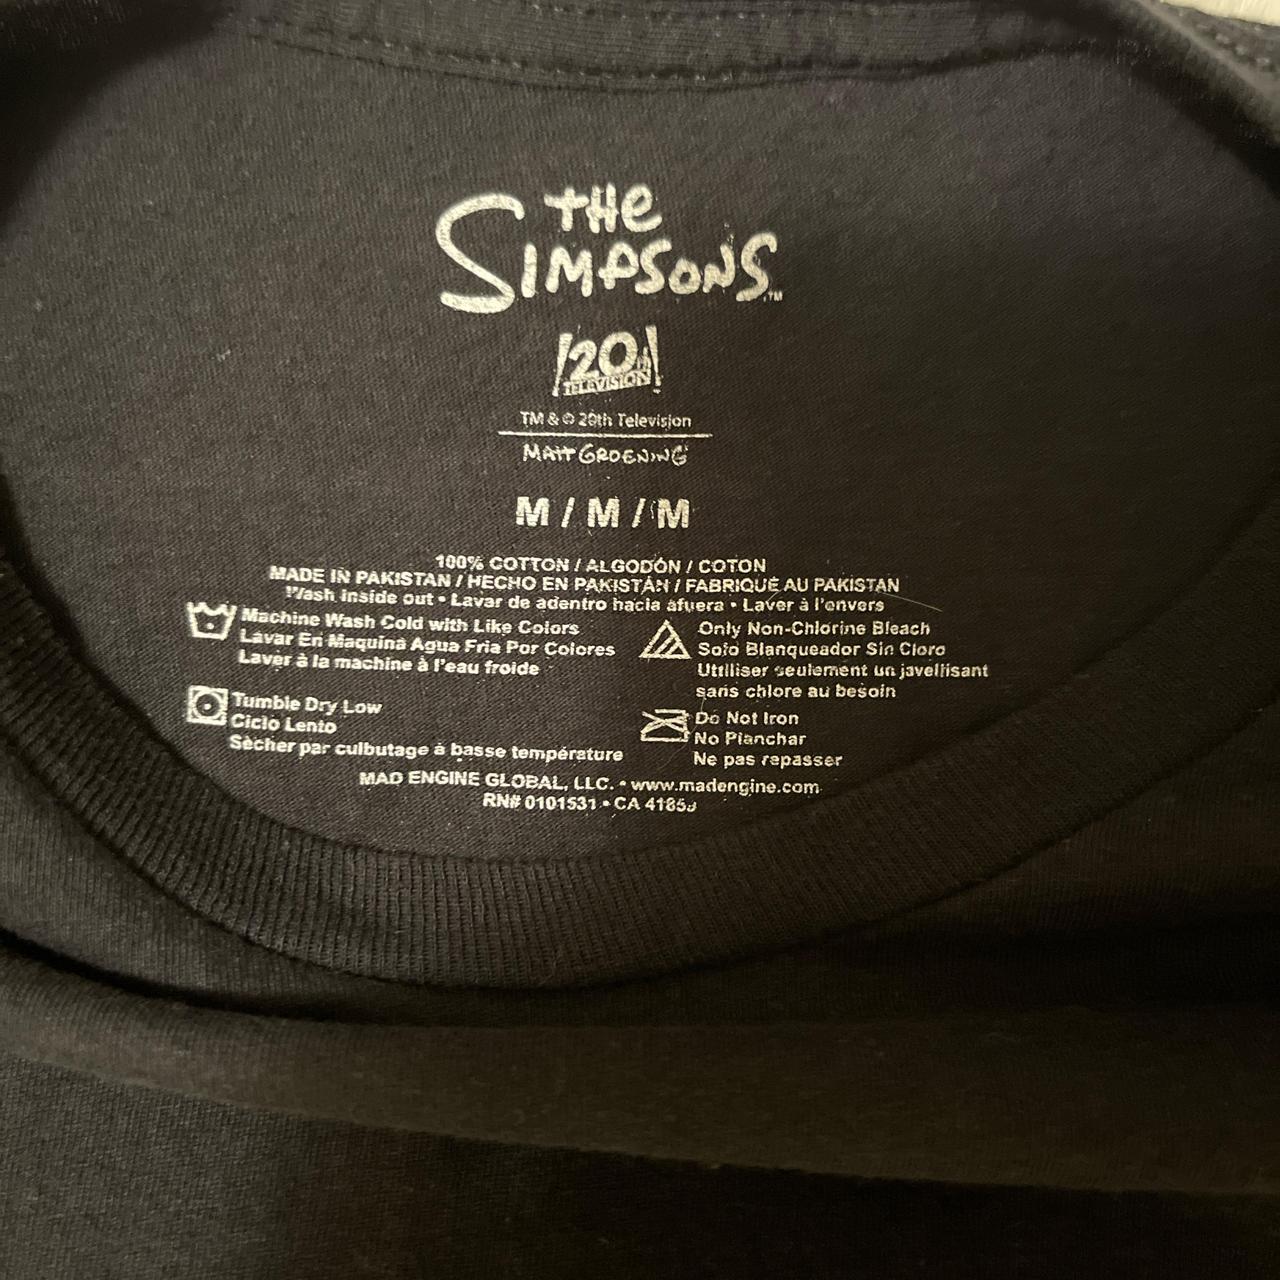 THE
SIMPSONS™
20th
TELEVISION
TM & © 20th Television
MATT GROENING
M / M / M
100% COTTON / ALGODÓN / COTON
MADE IN PAKISTAN / HECHO EN PAKISTÁN / FABRIQUÉ AU PAKISTAN
Wash inside out • Lavar de adentro hacia afuera • Laver à l'envers
Machine Wash Cold with Like Colors
Lavar En Maquina Agua Fria Por Colores
Laver à la machine à l'eau froide
Only Non-Chlorine Bleach
Solo Blanqueador Sin Cloro
Utiliser seulement un javellisant
sans chlore au besoin
Tumble Dry Low
Ciclo Lento
Sècher par culbutage à basse température
Do Not Iron
No Planchar
Ne pas repasser
MAD ENGINE GLOBAL, LLC. • www.madengine.com
RN# 0101531 • CA